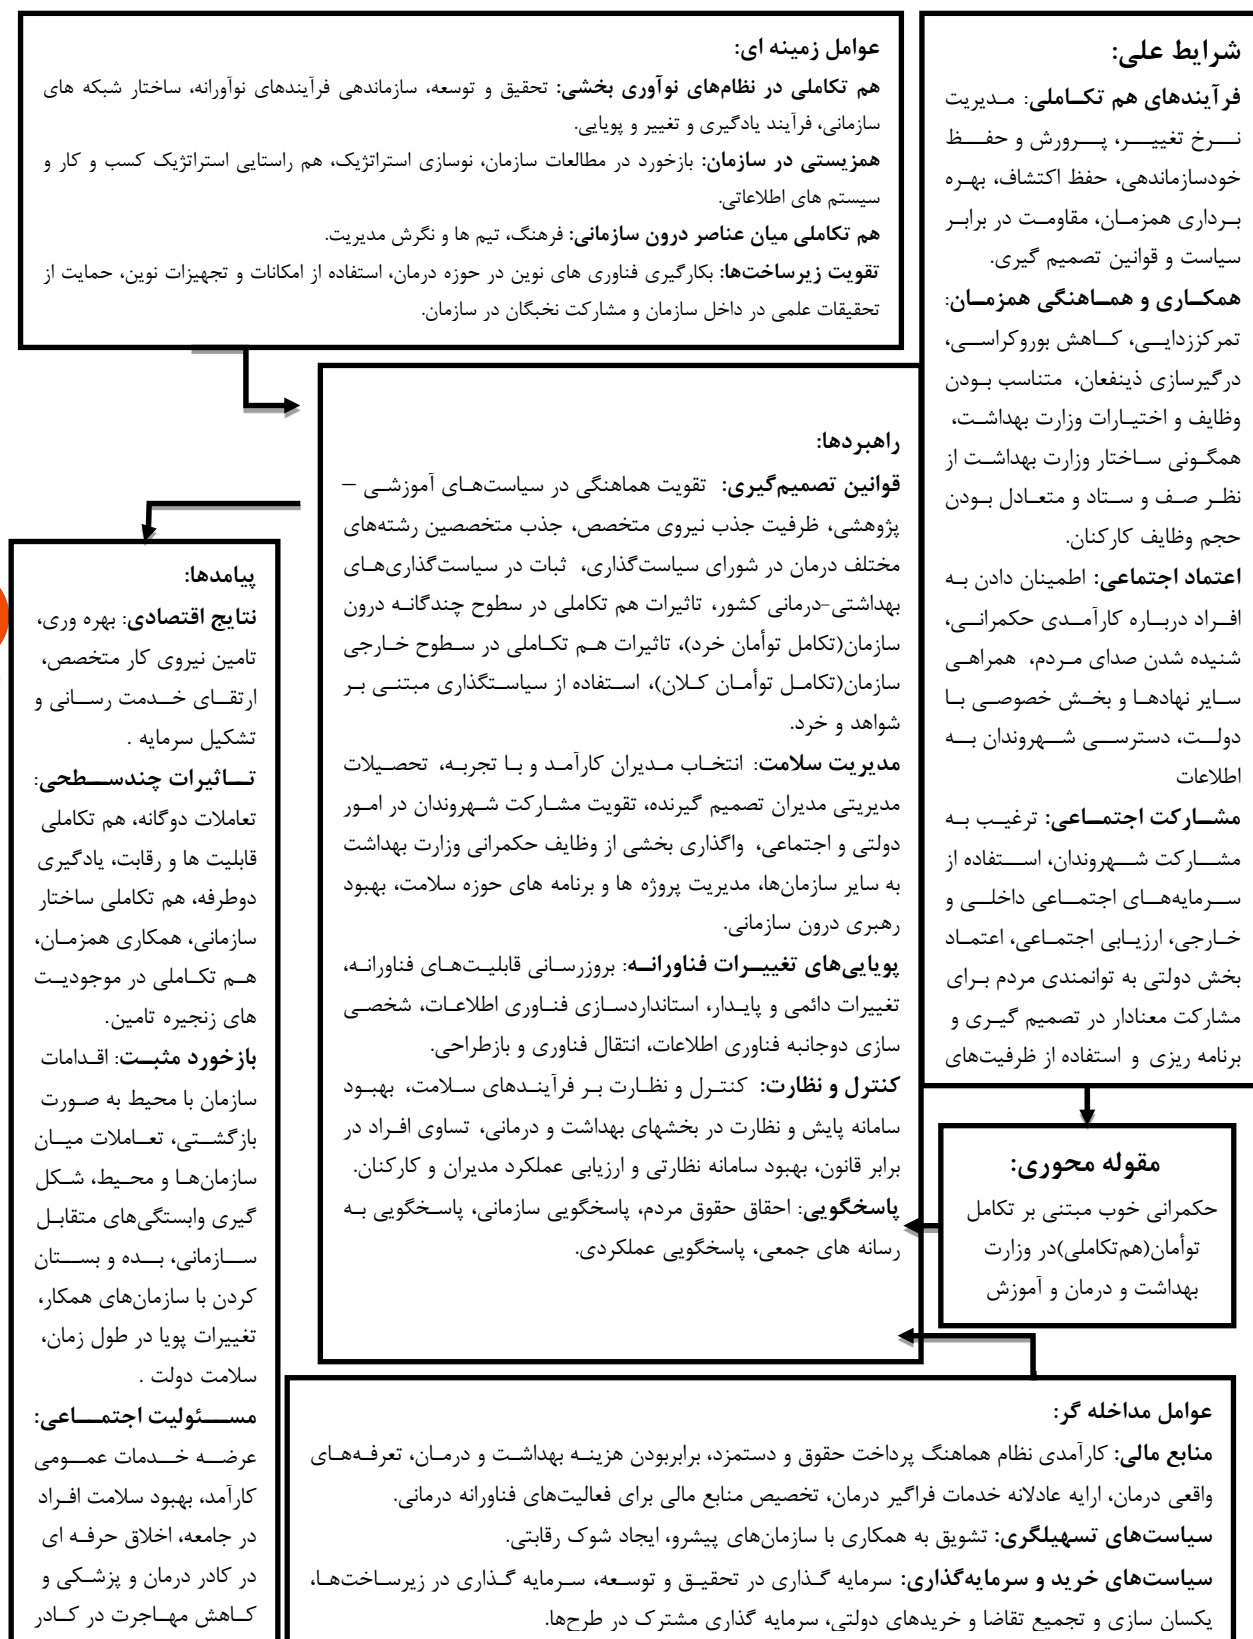 شرایط علی:
فرآیندهای هم تکاملی: مدیریت
نرخ تغییر، پرورش و حفظ
خودسازماندهی، حفظ اکتشاف، بهره
برداری همزمان، مقاومت در برابر
سیاست و قوانین تصمیم گیری.
همکاری و هماهنگی همزمان:
تمرکززدایی، کاهش بوروکراسی،
درگیرسازی ذینفعان، متناسب بودن
وظایف و اختیارات وزارت بهداشت،
همگونی ساختار وزارت بهداشت از
نظر صف و ستاد و متعادل بودن
حجم وظایف کارکنان.
اعتماد اجتماعی: اطمینان دادن به
افراد درباره کارآمدی حکمرانی،
شنیده شدن صدای مردم، همراهی
سایر نهادها و بخش خصوصی با
دولت، دسترسی شهروندان به
اطلاعات
مشارکت اجتماعی: ترغیب به
مشارکت شهروندان، استفاده از
سرمایه‌های اجتماعی داخلی و
خارجی، ارزیابی اجتماعی، اعتماد
بخش دولتی به توانمندی مردم برای
مشارکت معنادار در تصمیم گیری و
برنامه ریزی و استفاده از ظرفیت‌های
عوامل زمینه ای:
هم تکاملی در نظام‌های نوآوری بخشی: تحقیق و توسعه، سازماندهی فرآیندهای نوآورانه، ساختار شبکه های
سازمانی، فرآیند یادگیری و تغییر و پویایی.
همزیستی در سازمان: بازخورد در مطالعات سازمان، نوسازی استراتژیک، هم راستایی استراتژیک کسب و کار و
سیستم های اطلاعاتی.
هم تکاملی میان عناصر درون سازمانی: فرهنگ، تیم ها و نگرش مدیریت.
تقویت زیرساخت‌ها: بکارگیری فناوری های نوین در حوزه درمان، استفاده از امکانات و تجهیزات نوین، حمایت از
تحقیقات علمی در داخل سازمان و مشارکت نخبگان در سازمان.
راهبردها:
قوانین تصمیم‌گیری: تقویت هماهنگی در سیاست‌های آموزشی –
پژوهشی، ظرفیت جذب نیروی متخصص، جذب متخصصین رشته‌های
مختلف درمان در شورای سیاست‌گذاری، ثبات در سیاست‌گذاری‌های
بهداشتی-درمانی کشور، تاثیرات هم تکاملی در سطوح چندگانه درون
سازمان(تکامل توأمان خرد)، تاثیرات هم تکاملی در سطوح خارجی
سازمان(تکامل توأمان کلان)، استفاده از سیاستگذاری مبتنی بر
شواهد و خرد.
مدیریت سلامت: انتخاب مدیران کارآمد و با تجربه، تحصیلات
مدیریتی مدیران تصمیم گیرنده، تقویت مشارکت شهروندان در امور
دولتی و اجتماعی، واگذاری بخشی از وظایف حکمرانی وزارت بهداشت
به سایر سازمان‌ها، مدیریت پروژه ها و برنامه های حوزه سلامت، بهبود
رهبری درون سازمانی.
پویایی‌های تغییرات فناورانه: بروزرسانی قابلیت‌های فناورانه،
تغییرات دائمی و پایدار، استانداردسازی فناوری اطلاعات، شخصی
سازی دوجانبه فناوری اطلاعات، انتقال فناوری و بازطراحی.
کنترل و نظارت: کنترل و نظارت بر فرآیندهای سلامت، بهبود
سامانه پایش و نظارت در بخشهای بهداشت و درمانی، تساوی افراد در
برابر قانون، بهبود سامانه نظارتی و ارزیابی عملکرد مدیران و کارکنان.
پاسخگویی: احقاق حقوق مردم، پاسخگویی سازمانی، پاسخگویی به
رسانه های جمعی، پاسخگویی عملکردی.
مقوله محوری:
حکمرانی خوب مبتنی بر تکامل
توأمان(هم‌تکاملی)در وزارت
بهداشت و درمان و آموزش
پیامدها:
نتایج اقتصادی: بهره وری،
تامین نیروی کار متخصص،
ارتقای خدمت رسانی و
تشکیل سرمایه .
تاثیرات چندسطحی:
تعاملات دوگانه، هم تکاملی
قابلیت ها و رقابت، یادگیری
دوطرفه، هم تکاملی ساختار
سازمانی، همکاری همزمان،
هم تکاملی در موجودیت
های زنجیره تامین.
بازخورد مثبت: اقدامات
سازمان با محیط به صورت
بازگشتی، تعاملات میان
سازمان‌ها و محیط، شکل
گیری وابستگی‌های متقابل
سازمانی، بده و بستان
کردن با سازمان‌های همکار،
تغییرات پویا در طول زمان،
سلامت دولت .
مسئولیت اجتماعی:
عرضه خدمات عمومی
کارآمد، بهبود سلامت افراد
در جامعه، اخلاق حرفه ای
در کادر درمان و پزشکی و
کاهش مهاجرت در کادر
عوامل مداخله گر:
منابع مالی: کارآمدی نظام هماهنگ پرداخت حقوق و دستمزد، برابربودن هزینه بهداشت و درمان، تعرفه‌های
واقعی درمان، ارایه عادلانه خدمات فراگیر درمان، تخصیص منابع مالی برای فعالیت‌های فناورانه درمانی.
سیاست‌های تسهیلگری: تشویق به همکاری با سازمان‌های پیشرو، ایجاد شوک رقابتی.
سیاست‌های خرید و سرمایه‌گذاری: سرمایه گذاری در تحقیق و توسعه، سرمایه گذاری در زیرساخت‌ها،
یکسان سازی و تجمیع تقاضا و خریدهای دولتی، سرمایه گذاری مشترک در طرح‌ها.